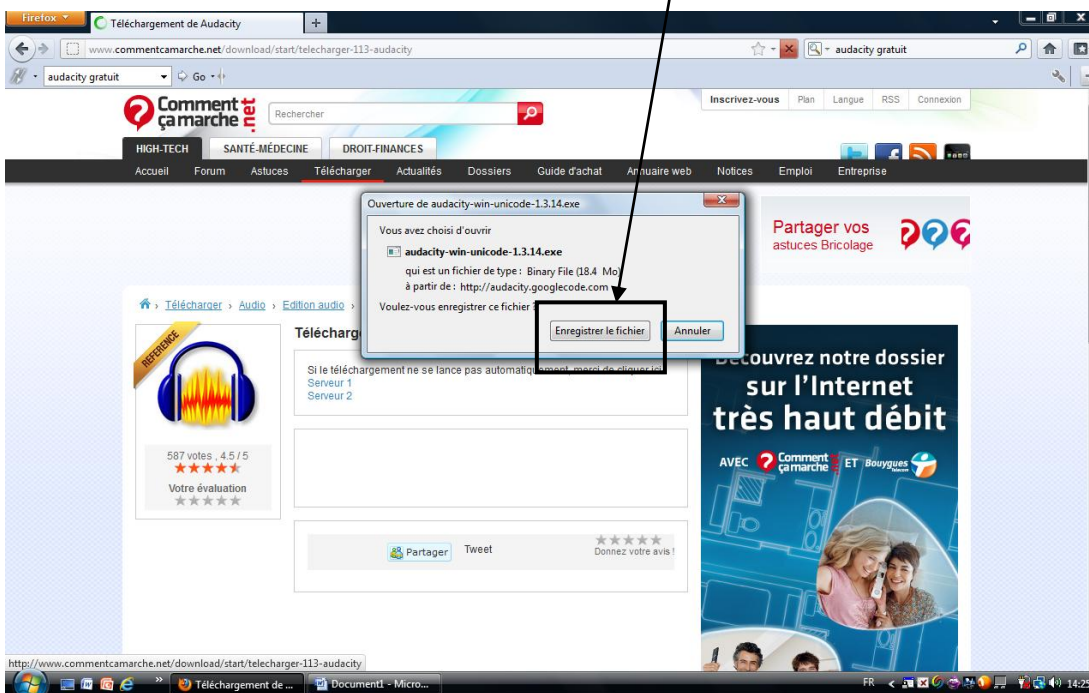 Firefox
Téléchargement de Audacity
www.commentcamarche.net/download/start/telecharger-113-audacity
audacity gratuit
audacity gratuit
Go
Comment
ça marche
.net
Rechercher
Inscrivez-vous Plan Langue RSS Connexion
HIGH-TECH SANTÉ-MÉDECINE DROIT-FINANCES
Accueil Forum Astuces Télécharger Actualités Dossiers Guide d'achat Annuaire web Notices Emploi Entreprise
Ouverture de audacity-win-unicode-1.3.14.exe
Vous avez choisi d'ouvrir
audacity-win-unicode-1.3.14.exe
qui est un fichier de type : Binary File (18.4 Mo)
à partir de : http://audacity.googlecode.com
Voulez-vous enregistrer ce fichier ?
Enregistrer le fichier Annuler
Partager vos
astuces Bricolage
Télécharger › Audio › Edition audio ›
RÉFÉRENCE
Si le téléchargement ne se lance pas automatiquement, merci de cliquer ici
Serveur 1
Serveur 2
587 votes , 4.5 / 5
Votre évaluation
Partager Tweet
Donnez votre avis !
Découvrez notre dossier
sur l'Internet
très haut débit
AVEC Comment ça marche ET Bouygues Telecom
http://www.commentcamarche.net/download/start/telecharger-113-audacity
Téléchargement de ... Document1 - Micro... FR 14:25